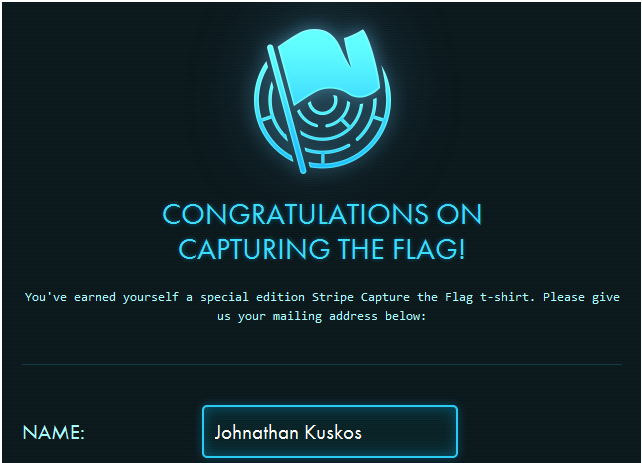 CONGRATULATIONS ON
CAPTURING THE FLAG!
You've earned yourself a special edition Stripe Capture the Flag t-shirt. Please give
us your mailing address below:
NAME:
Johnathan Kuskos